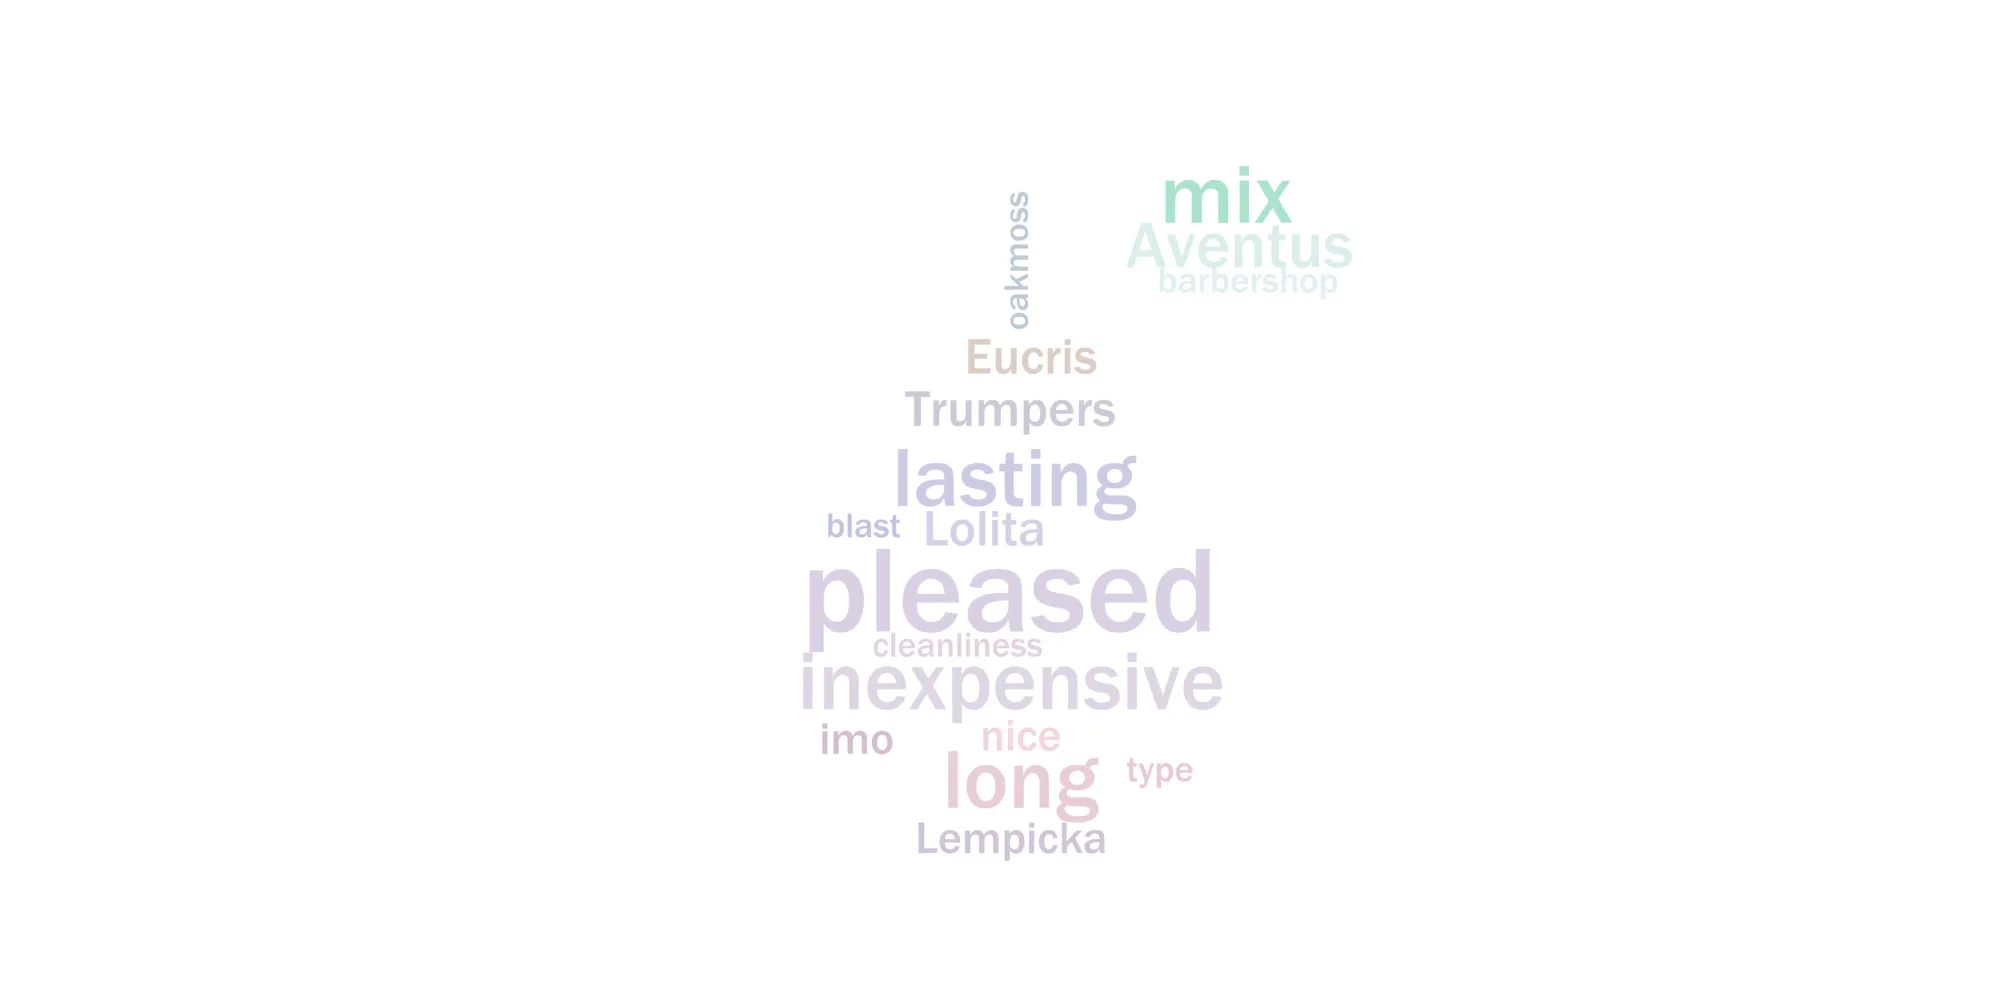 mix
oakmoss
Aventus
barbershop
Eucris
Trumpers
lasting
blast Lolita
pleased
cleanliness
inexpensive
imo nice
long type
Lempicka